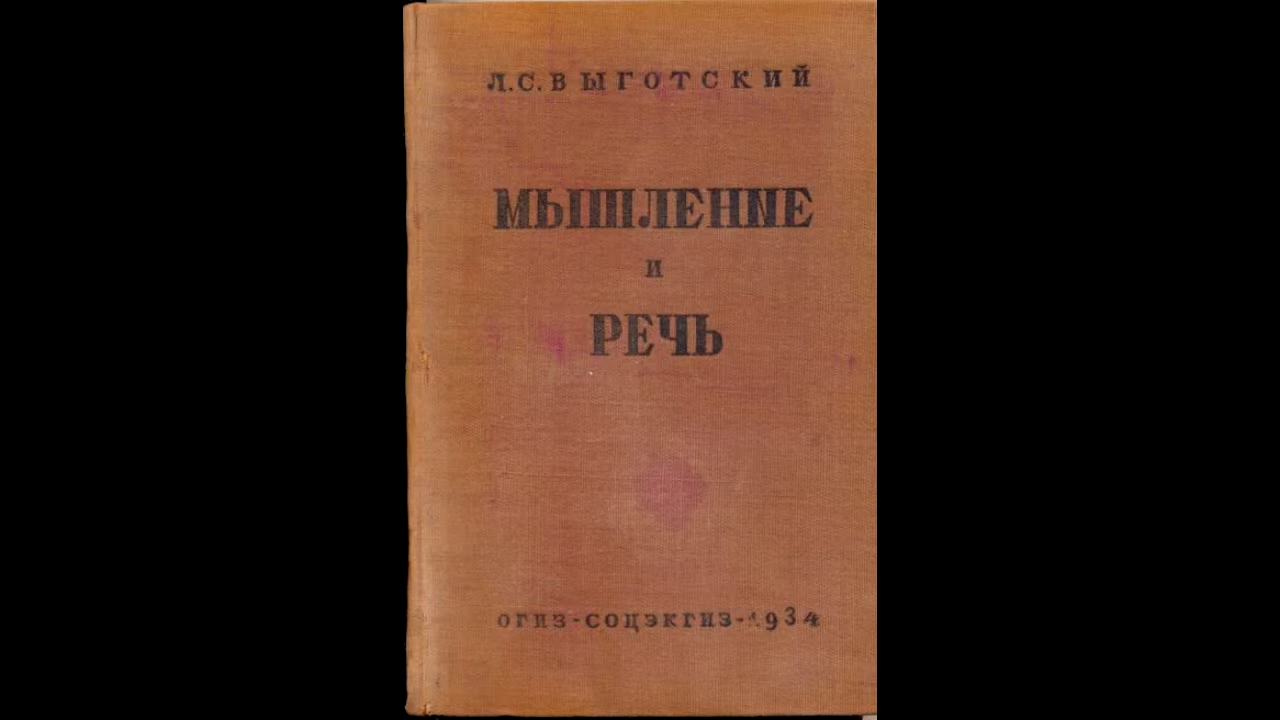 Л.С. ВЫГОТСКИЙ
МЫШЛЕНИЕ
И
РЕЧЬ
ОГИЗ-СОЦЭКГИЗ-1934